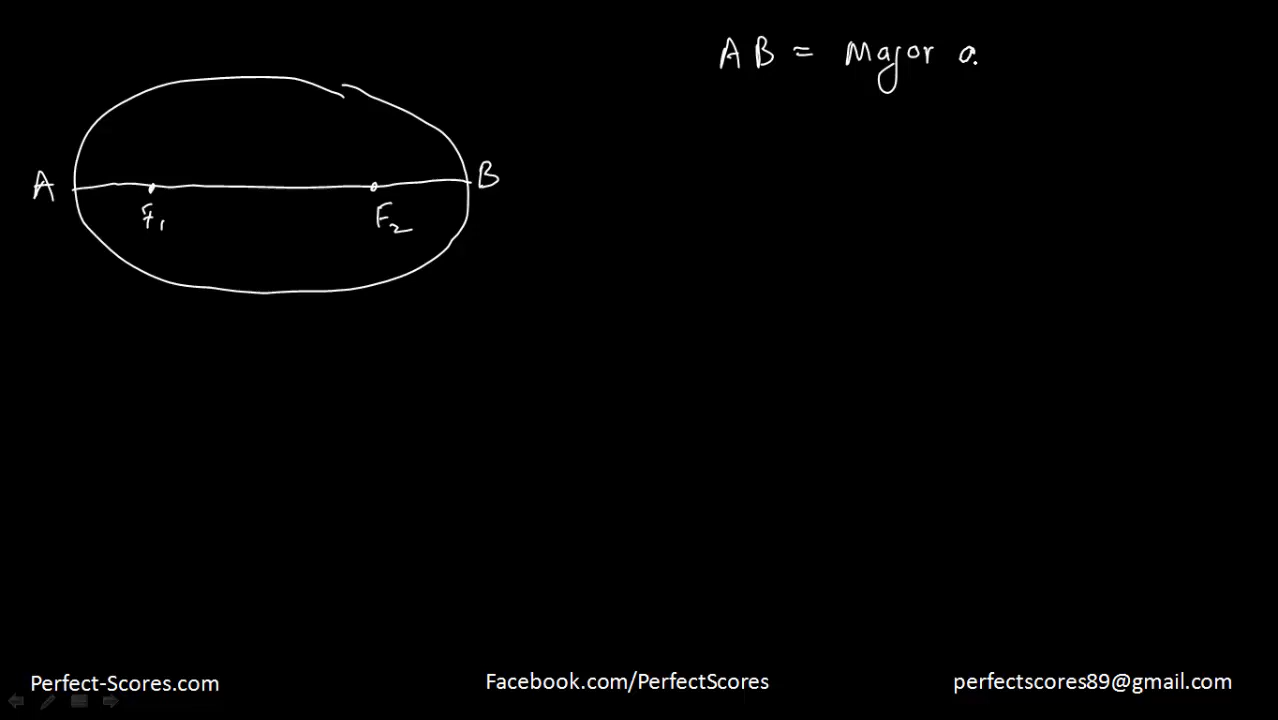 AB = Major a
A
B
F1
F2
Perfect-Scores.com
Facebook.com/PerfectScores
perfectscores89@gmail.com